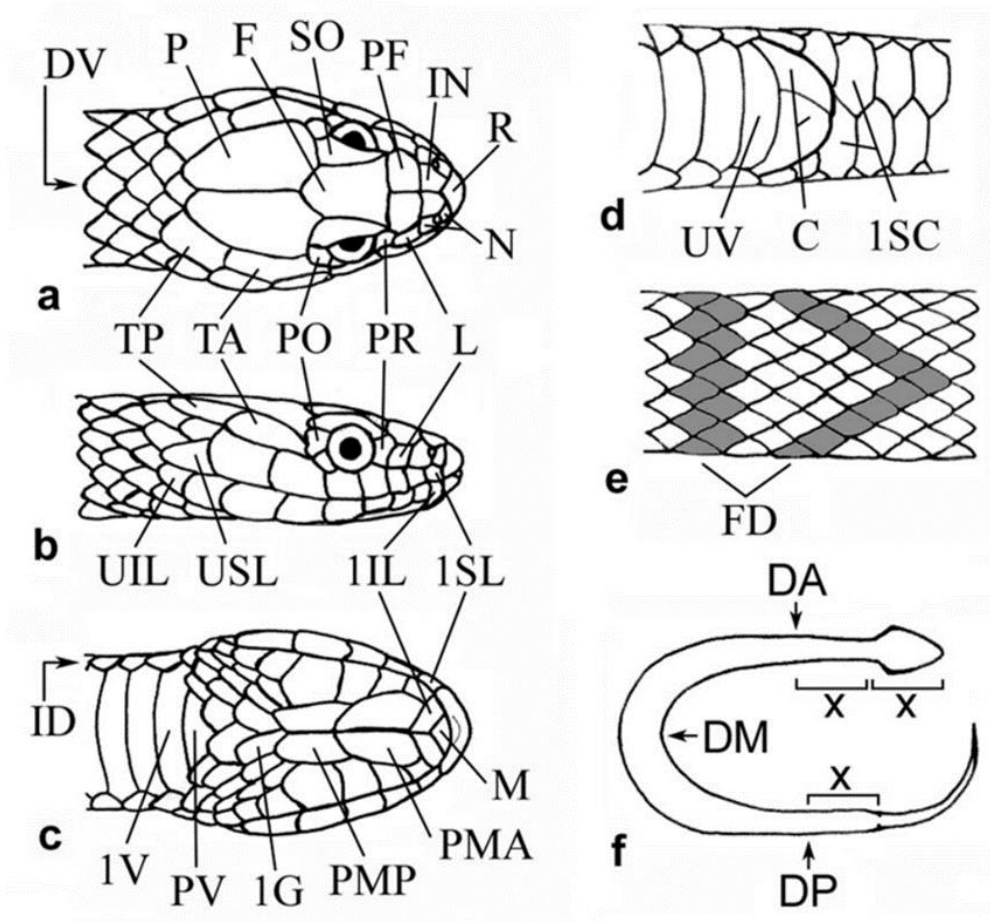 DV P F SO PF IN R
N
a
TP TA PO PR L
b
UIL USL 1IL 1SL
ID
M
c
1V PV 1G PMP PMA
d
UV C 1SC
e
FD
DA
x x
DM
x
f
DP